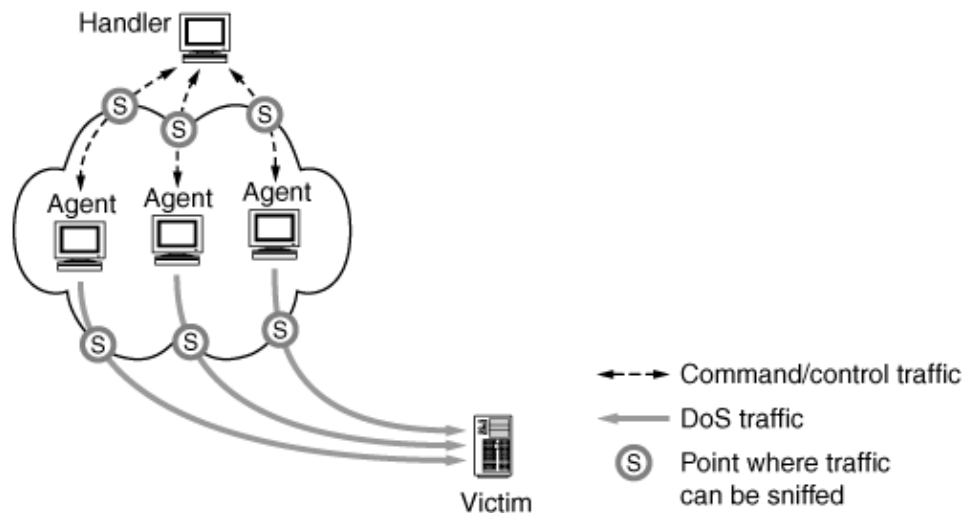 Handler
S
S
S
Agent
Agent
Agent
S
S
S
Victim
Command/control traffic
DoS traffic
S
Point where traffic
can be sniffed